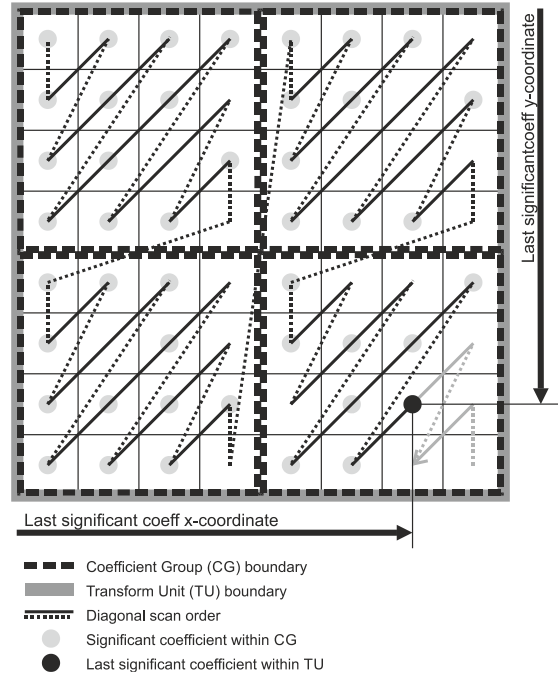 Last significantcoeff y-coordinate
Last significant coeff x-coordinate
Coefficient Group (CG) boundary
Transform Unit (TU) boundary
Diagonal scan order
Significant coefficient within CG
Last significant coefficient within TU